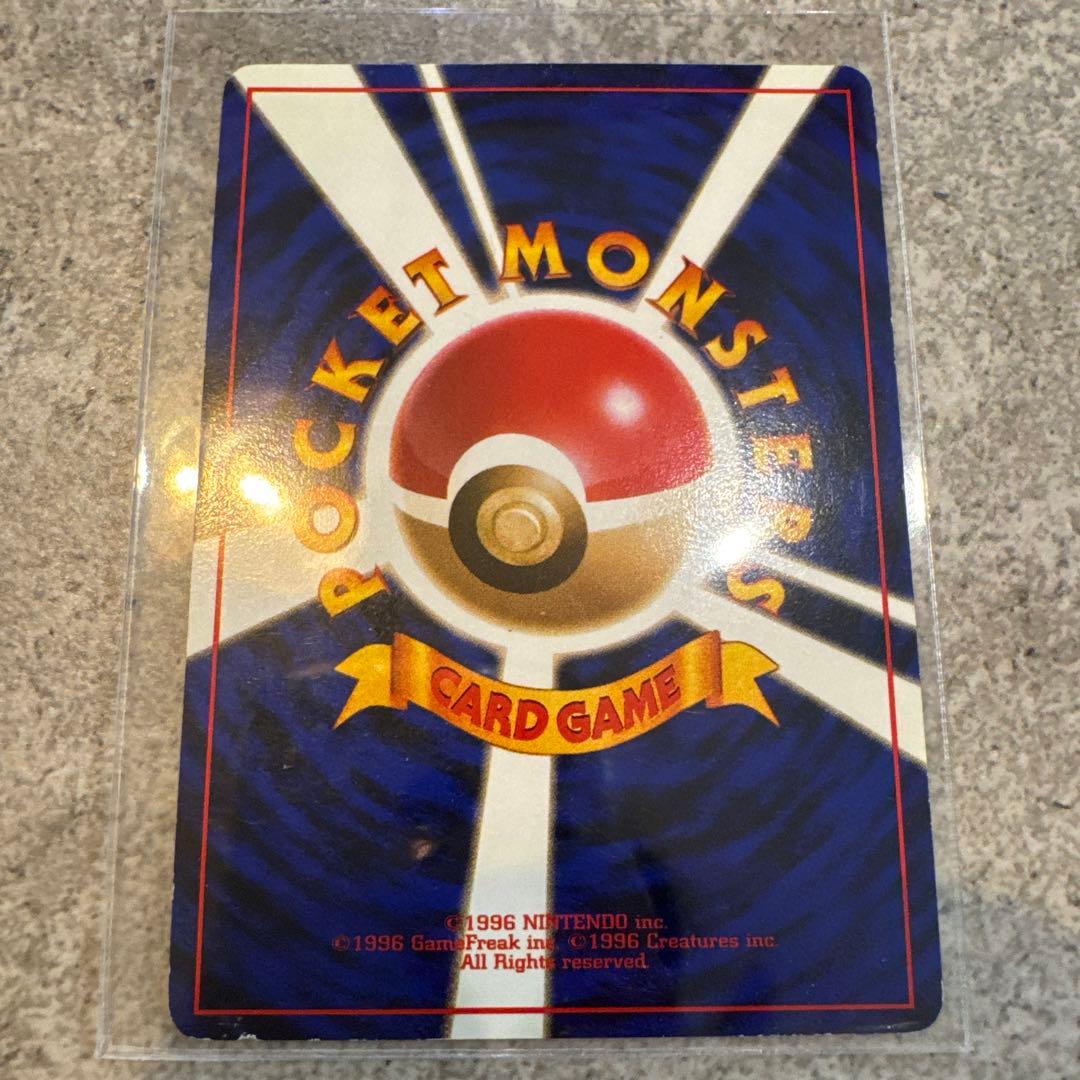 POCKET MONSTERS
CARD GAME
©1996 NINTENDO inc.
©1996 GameFreak inc. ©1996 Creatures inc.
All Rights reserved.